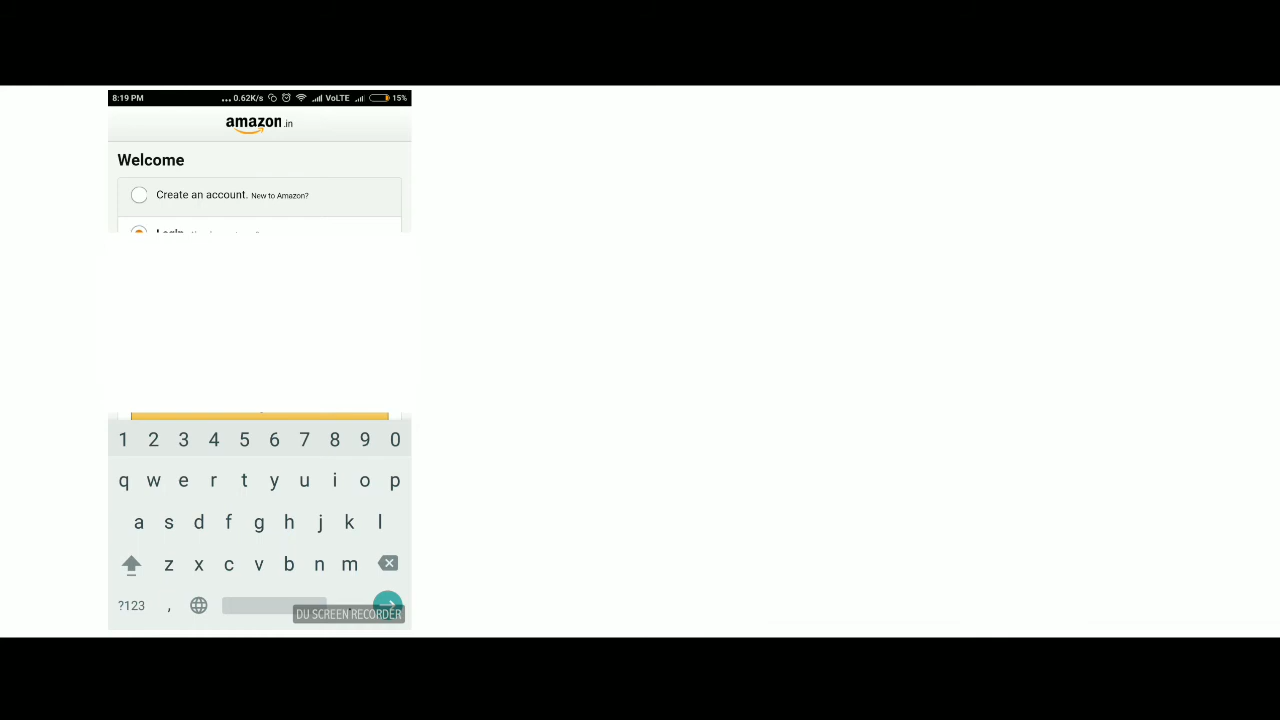 8:19 PM ... 0.62K/s VoLTE 15%
amazon.in
Welcome
Create an account. New to Amazon?
Login.
1 2 3 4 5 6 7 8 9 0
q w e r t y u i o p
a s d f g h j k l
z x c v b n m
?123 ,
DU SCREEN RECORDER